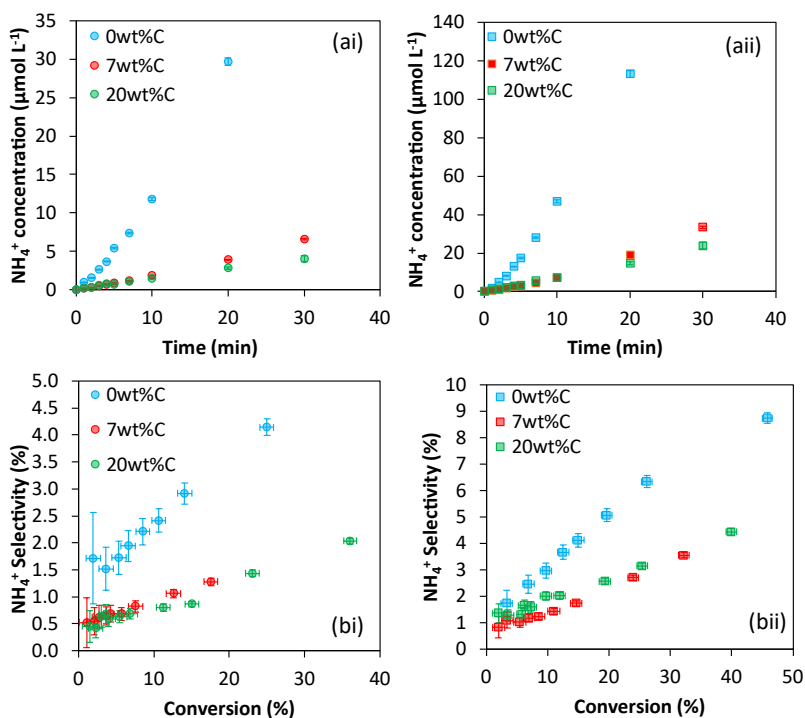 (ai)
0wt%C
7wt%C
20wt%C
NH₄⁺ concentration (µmol L⁻¹)
35
30
25
20
15
10
5
0
0 10 20 30 40
Time (min)
(aii)
0wt%C
7wt%C
20wt%C
NH₄⁺ concentration (µmol L⁻¹)
140
120
100
80
60
40
20
0
0 10 20 30 40
Time (min)
0wt%C
7wt%C
20wt%C
NH₄⁺ Selectivity (%)
5.0
4.5
4.0
3.5
3.0
2.5
2.0
1.5
1.0
0.5
0.0
(bi)
0 10 20 30 40
Conversion (%)
0wt%C
7wt%C
20wt%C
NH₄⁺ Selectivity (%)
10
9
8
7
6
5
4
3
2
1
0
(bii)
0 10 20 30 40 50
Conversion (%)